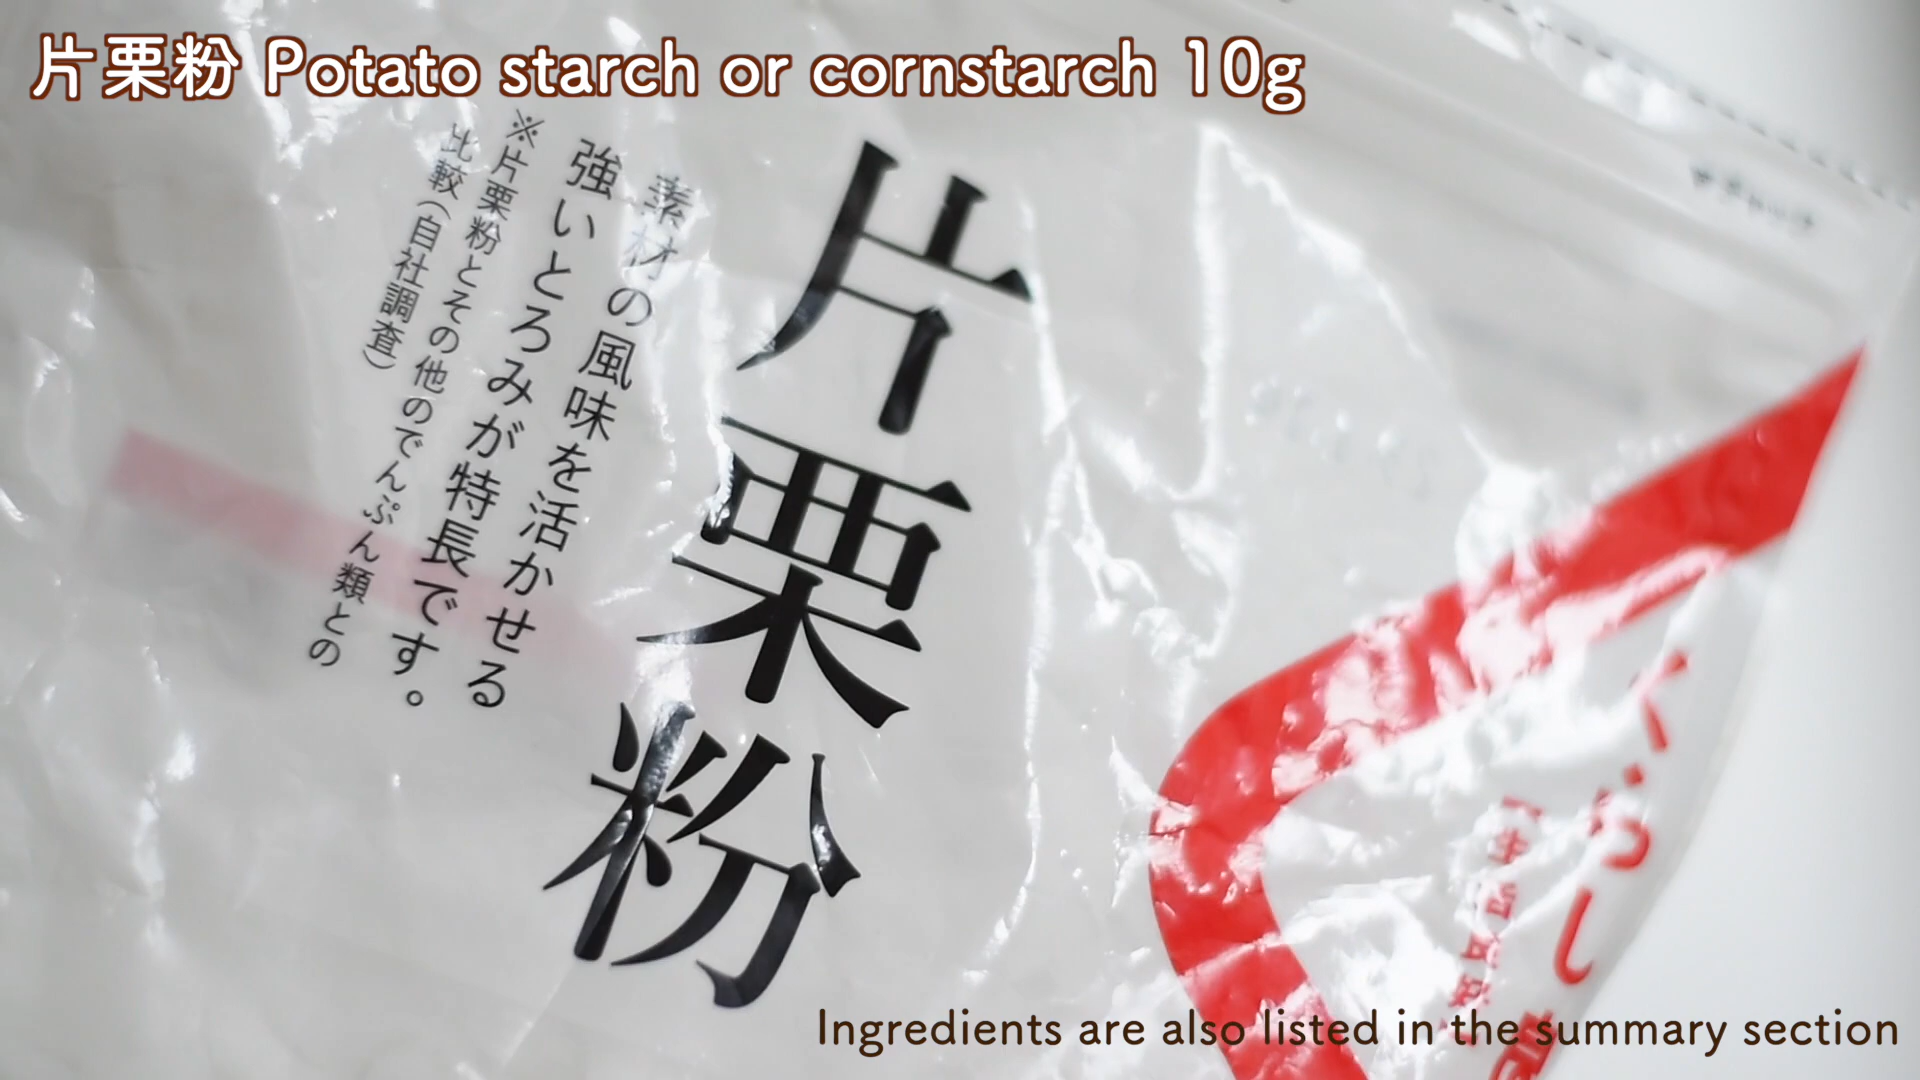 片栗粉 Potato starch or cornstarch 10g
片栗粉
素材の風味を活かせる
強いとろみが特長です。
※片栗粉とその他のでんぷん類との
比較(自社調査)
くらし
Ingredients are also listed in the summary section